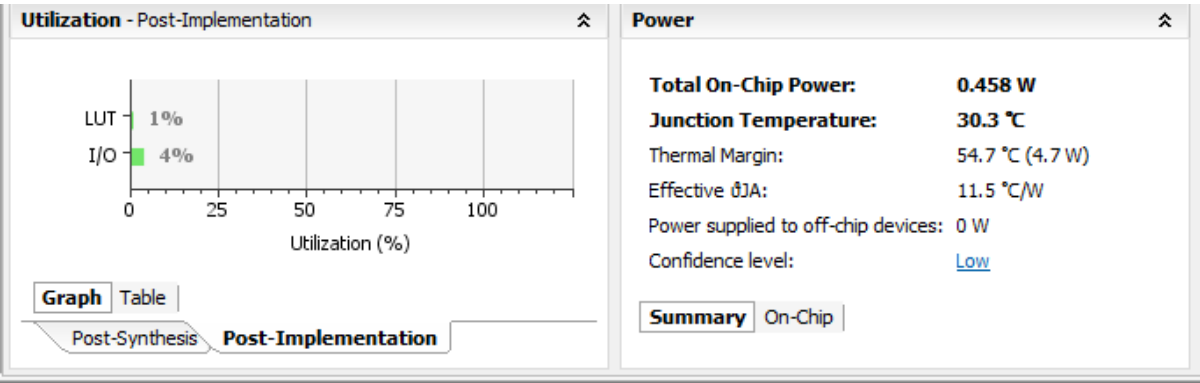 Utilization - Post-Implementation
LUT 1%
I/O 4%
0 25 50 75 100
Utilization (%)
Graph Table
Post-Synthesis Post-Implementation
Power
Total On-Chip Power: 0.458 W
Junction Temperature: 30.3 °C
Thermal Margin: 54.7 °C (4.7 W)
Effective ϑJA: 11.5 °C/W
Power supplied to off-chip devices: 0 W
Confidence level: Low
Summary On-Chip